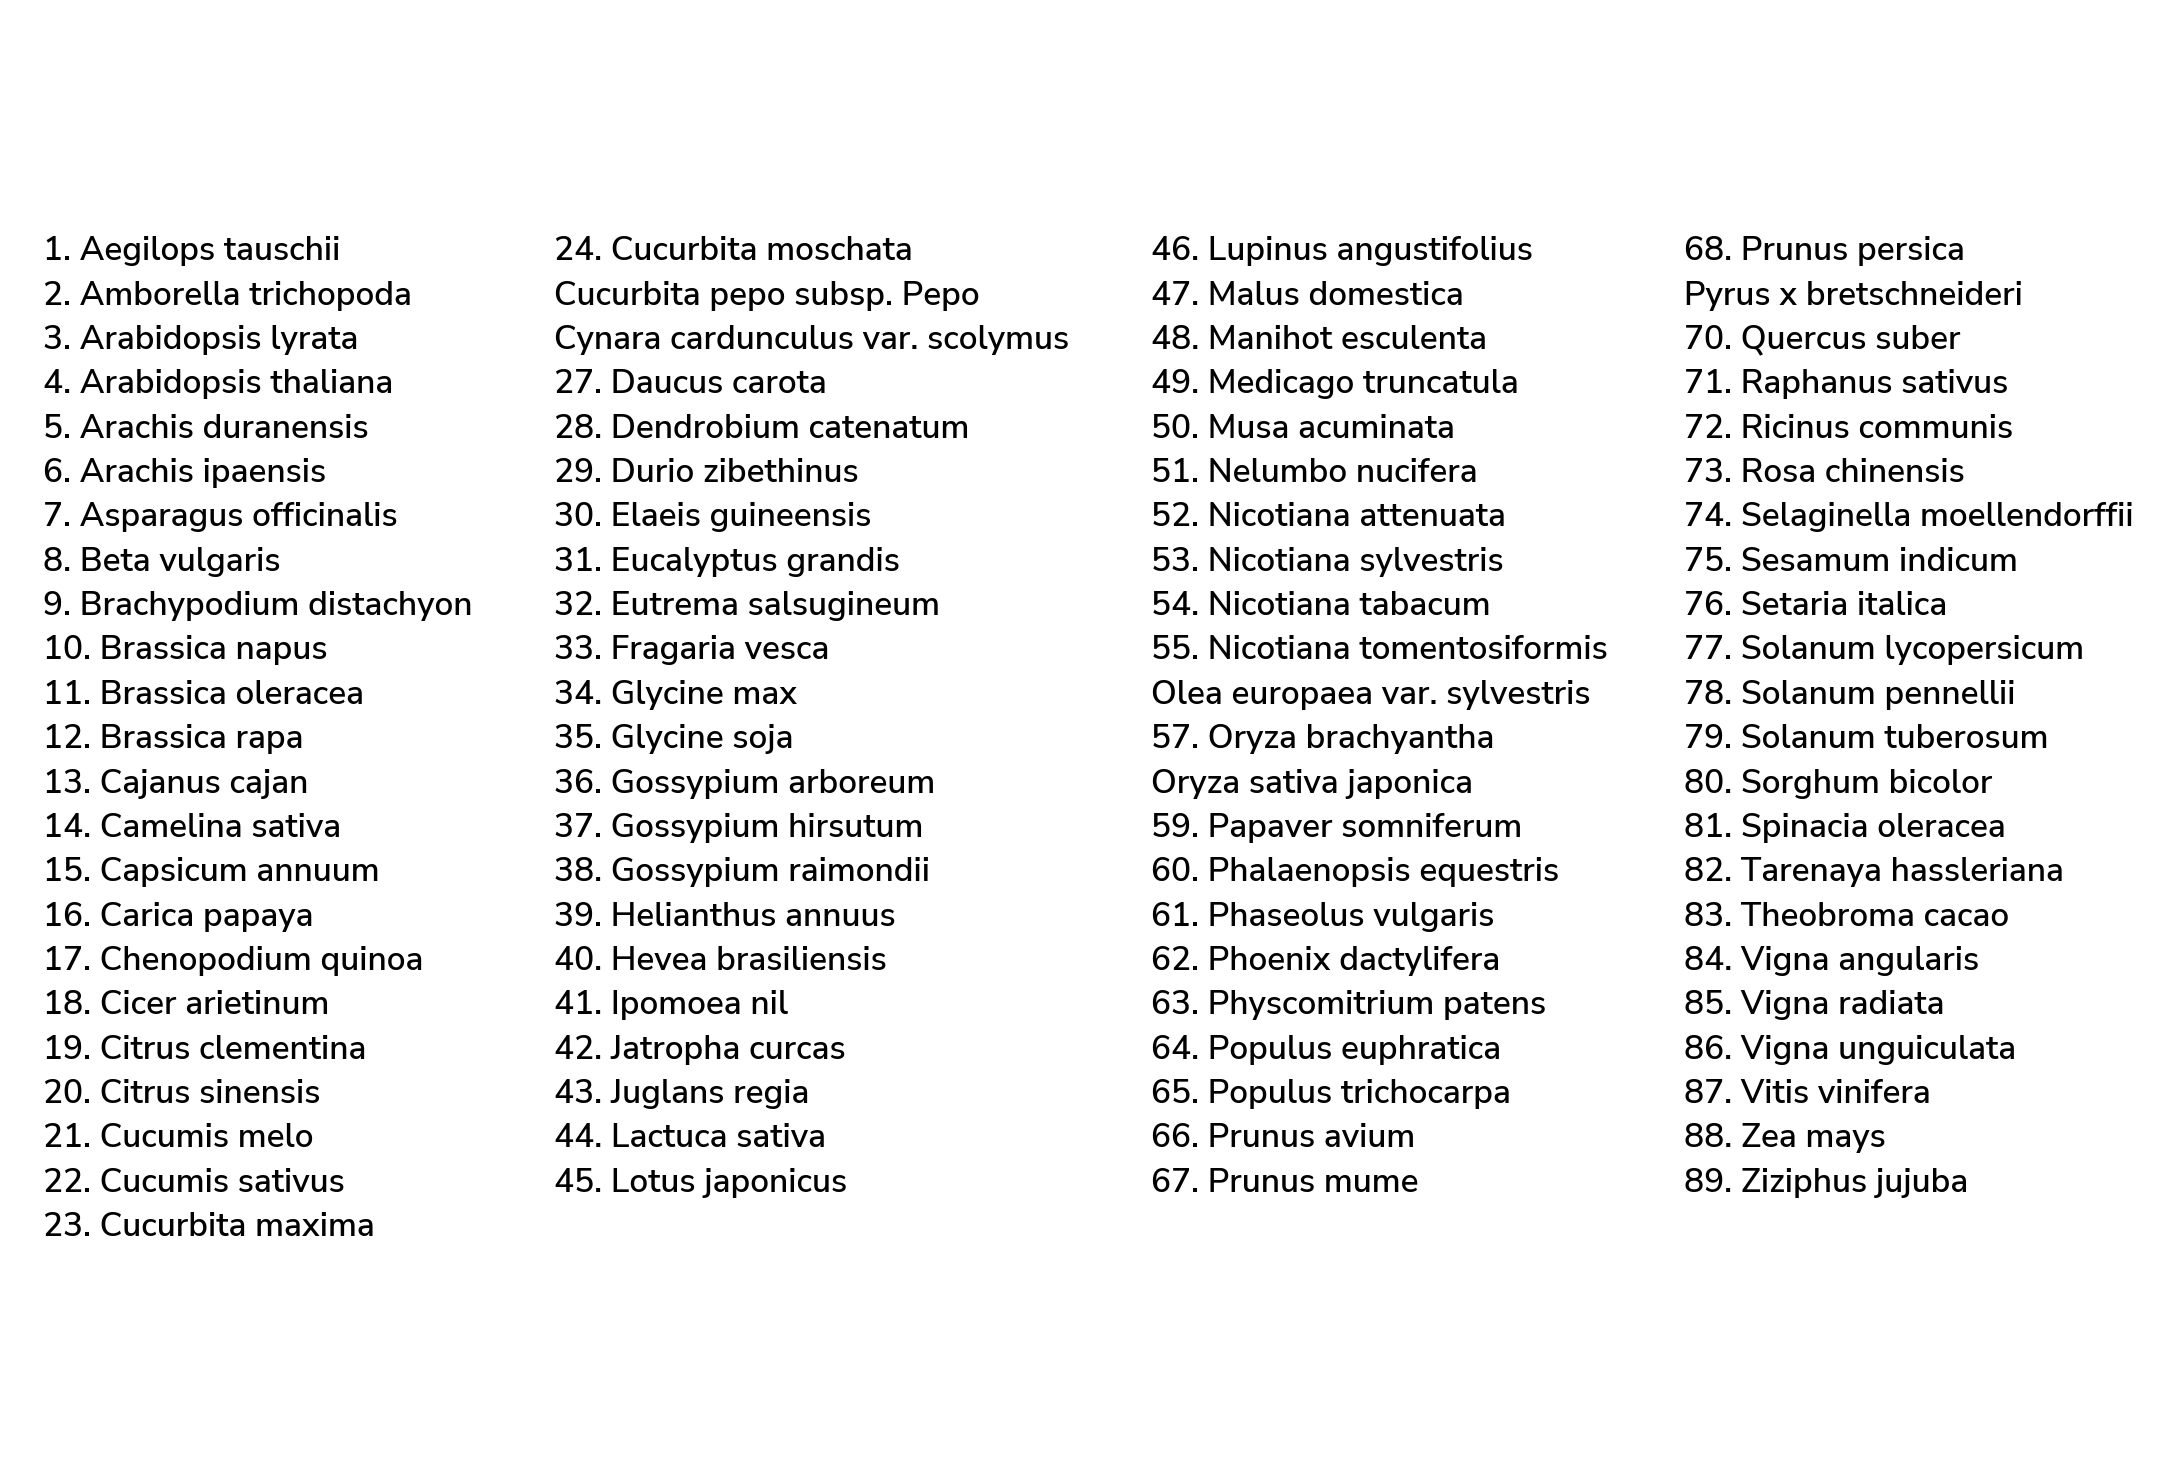 1. Aegilops tauschii
2. Amborella trichopoda
3. Arabidopsis lyrata
4. Arabidopsis thaliana
5. Arachis duranensis
6. Arachis ipaensis
7. Asparagus officinalis
8. Beta vulgaris
9. Brachypodium distachyon
10. Brassica napus
11. Brassica oleracea
12. Brassica rapa
13. Cajanus cajan
14. Camelina sativa
15. Capsicum annuum
16. Carica papaya
17. Chenopodium quinoa
18. Cicer arietinum
19. Citrus clementina
20. Citrus sinensis
21. Cucumis melo
22. Cucumis sativus
23. Cucurbita maxima
24. Cucurbita moschata
Cucurbita pepo subsp. Pepo
Cynara cardunculus var. scolymus
27. Daucus carota
28. Dendrobium catenatum
29. Durio zibethinus
30. Elaeis guineensis
31. Eucalyptus grandis
32. Eutrema salsugineum
33. Fragaria vesca
34. Glycine max
35. Glycine soja
36. Gossypium arboreum
37. Gossypium hirsutum
38. Gossypium raimondii
39. Helianthus annuus
40. Hevea brasiliensis
41. Ipomoea nil
42. Jatropha curcas
43. Juglans regia
44. Lactuca sativa
45. Lotus japonicus
46. Lupinus angustifolius
47. Malus domestica
48. Manihot esculenta
49. Medicago truncatula
50. Musa acuminata
51. Nelumbo nucifera
52. Nicotiana attenuata
53. Nicotiana sylvestris
54. Nicotiana tabacum
55. Nicotiana tomentosiformis
Olea europaea var. sylvestris
57. Oryza brachyantha
Oryza sativa japonica
59. Papaver somniferum
60. Phalaenopsis equestris
61. Phaseolus vulgaris
62. Phoenix dactylifera
63. Physcomitrium patens
64. Populus euphratica
65. Populus trichocarpa
66. Prunus avium
67. Prunus mume
68. Prunus persica
Pyrus x bretschneideri
70. Quercus suber
71. Raphanus sativus
72. Ricinus communis
73. Rosa chinensis
74. Selaginella moellendorffii
75. Sesamum indicum
76. Setaria italica
77. Solanum lycopersicum
78. Solanum pennellii
79. Solanum tuberosum
80. Sorghum bicolor
81. Spinacia oleracea
82. Tarenaya hassleriana
83. Theobroma cacao
84. Vigna angularis
85. Vigna radiata
86. Vigna unguiculata
87. Vitis vinifera
88. Zea mays
89. Ziziphus jujuba